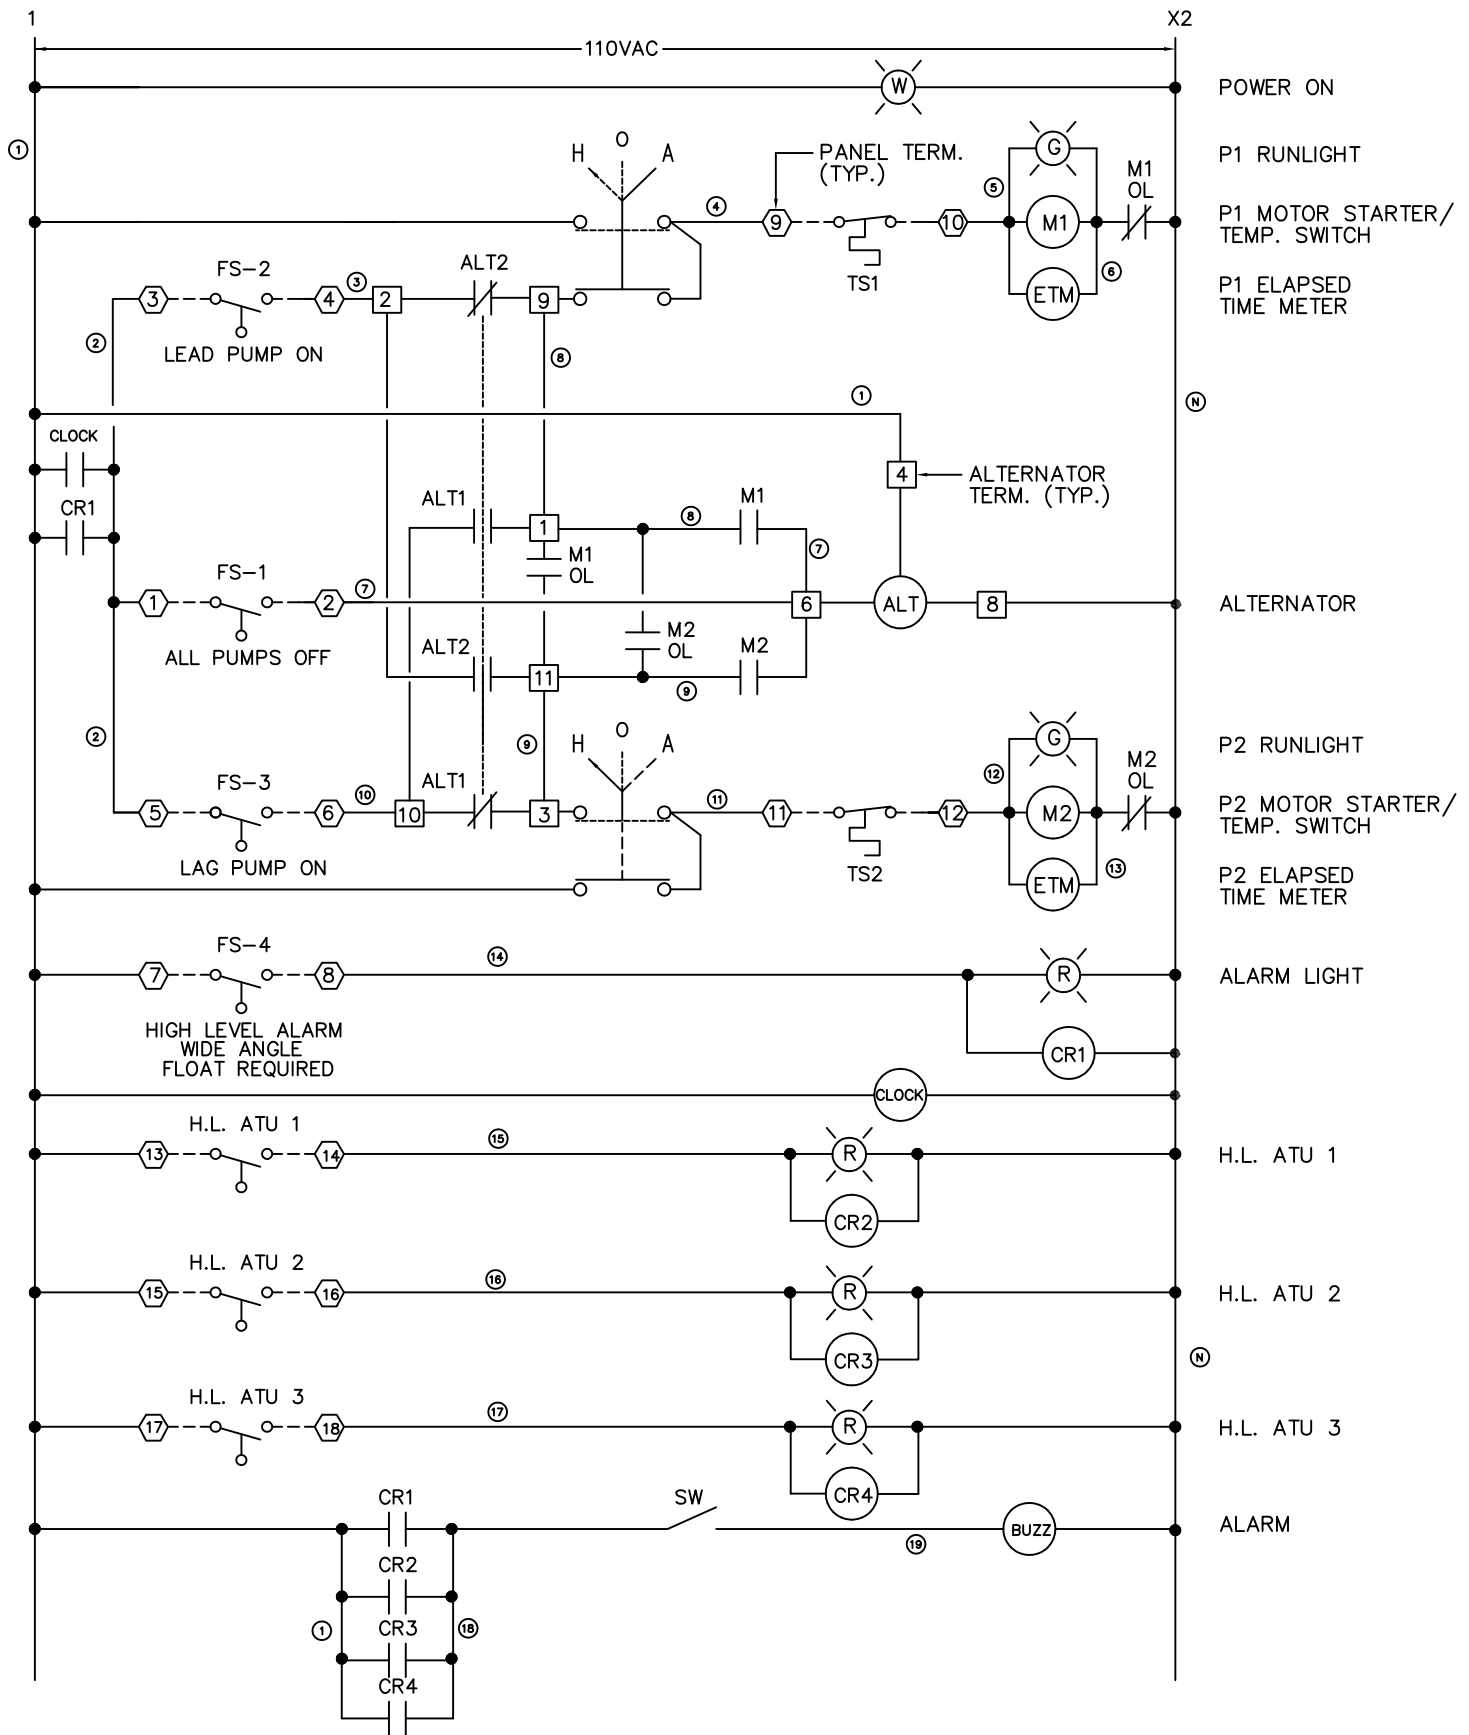 1
X2
110VAC
W
POWER ON
1
H
O
A
PANEL TERM.
(TYP.)
G
M1
OL
P1 RUNLIGHT
4
9
10
5
M1
P1 MOTOR STARTER/
TEMP. SWITCH
TS1
6
ETM
P1 ELAPSED
TIME METER
FS-2
3
4
3
2
ALT2
9
LEAD PUMP ON
2
8
1
N
CLOCK
4
ALTERNATOR
TERM. (TYP.)
CR1
ALT1
1
8
M1
7
M1
OL
FS-1
1
2
7
6
ALT
8
ALTERNATOR
ALL PUMPS OFF
ALT2
M2
OL
M2
11
9
2
9
H
O
A
G
P2 RUNLIGHT
M2
OL
FS-3
5
6
10
10
ALT1
3
11
11
12
12
M2
P2 MOTOR STARTER/
TEMP. SWITCH
LAG PUMP ON
TS2
13
ETM
P2 ELAPSED
TIME METER
FS-4
7
8
14
R
ALARM LIGHT
HIGH LEVEL ALARM
WIDE ANGLE
FLOAT REQUIRED
CR1
CLOCK
H.L. ATU 1
13
14
15
R
H.L. ATU 1
CR2
H.L. ATU 2
15
16
16
R
H.L. ATU 2
CR3
N
H.L. ATU 3
17
18
17
R
H.L. ATU 3
CR4
CR1
SW
19
BUZZ
ALARM
CR2
1
CR3
18
CR4